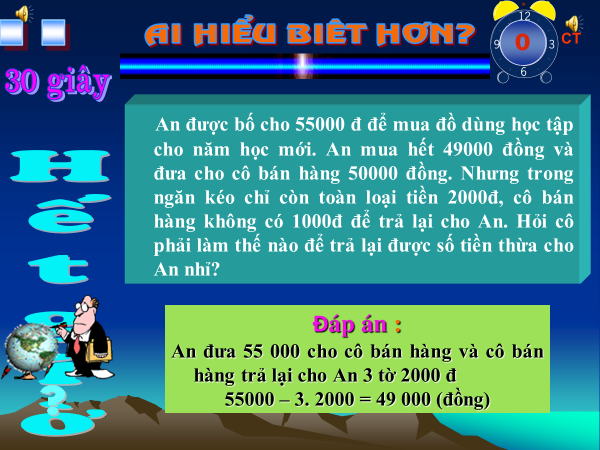 AI HIỂU BIẾT HƠN?
12
9
0
3
6
CT
30 giây
Hết giờ
An được bố cho 55000 đ để mua đồ dùng học tập
cho năm học mới. An mua hết 49000 đồng và
đưa cho cô bán hàng 50000 đồng. Nhưng trong
ngăn kéo chỉ còn toàn loại tiền 2000đ, cô bán
hàng không có 1000đ để trả lại cho An. Hỏi cô
phải làm thế nào để trả lại được số tiền thừa cho
An nhỉ?
Đáp án :
An đưa 55 000 cho cô bán hàng và cô bán
hàng trả lại cho An 3 tờ 2000 đ
55000 – 3. 2000 = 49 000 (đồng)